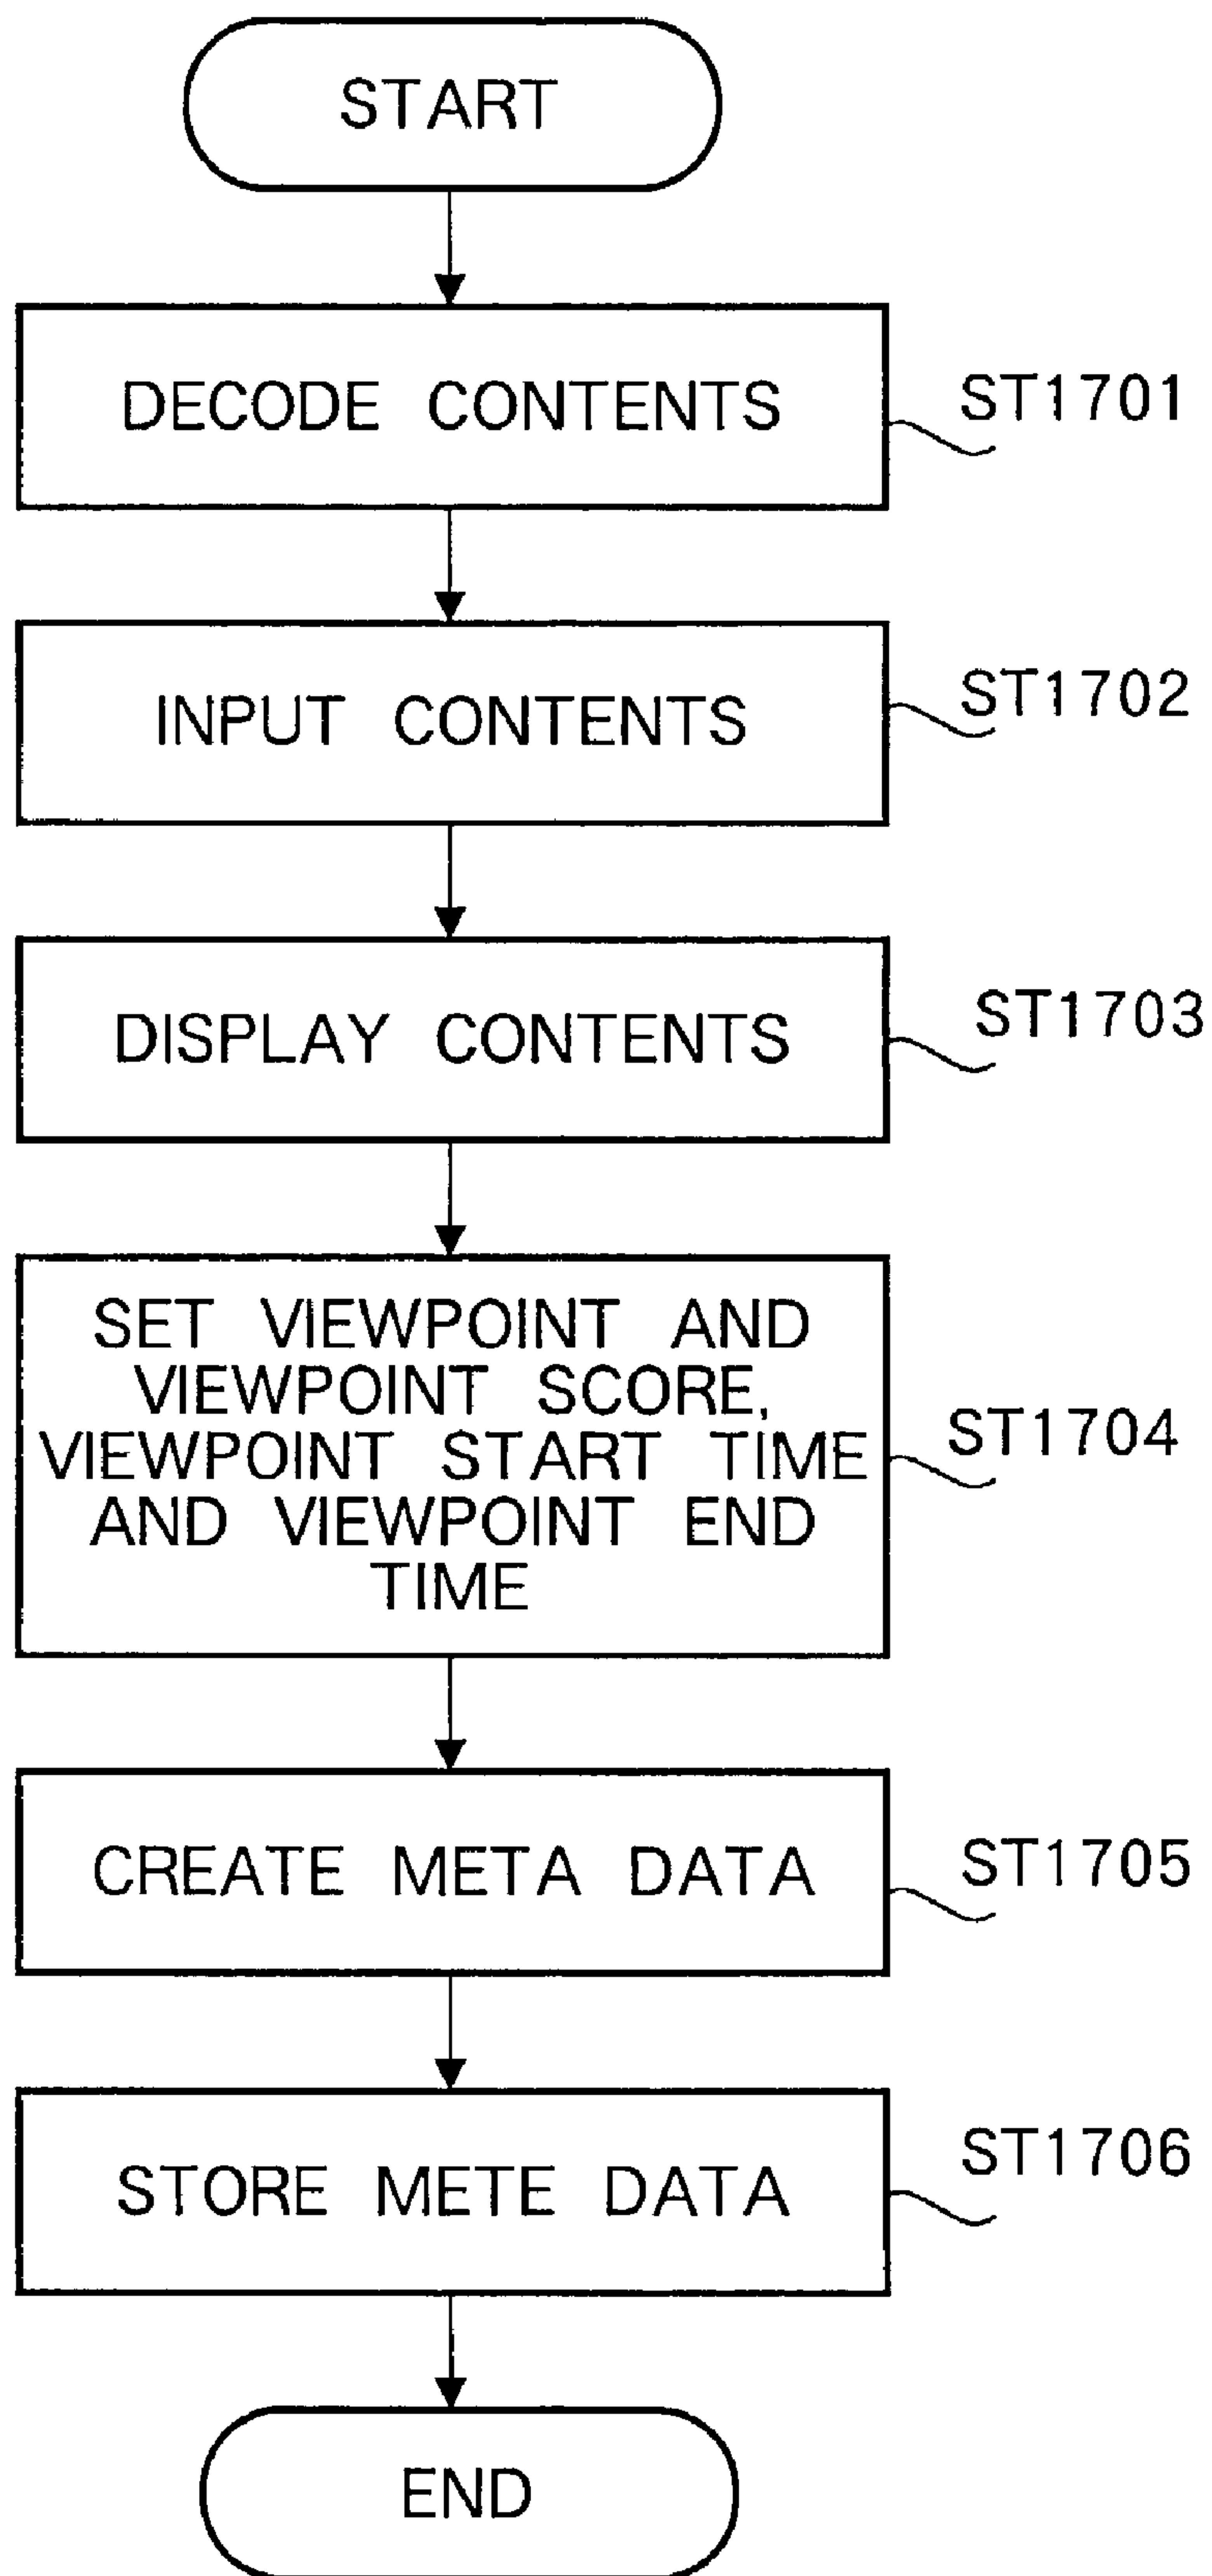 START
DECODE CONTENTS
ST1701
INPUT CONTENTS
ST1702
DISPLAY CONTENTS
ST1703
SET VIEWPOINT AND
VIEWPOINT SCORE,
VIEWPOINT START TIME
AND VIEWPOINT END
TIME
ST1704
CREATE META DATA
ST1705
STORE METE DATA
ST1706
END